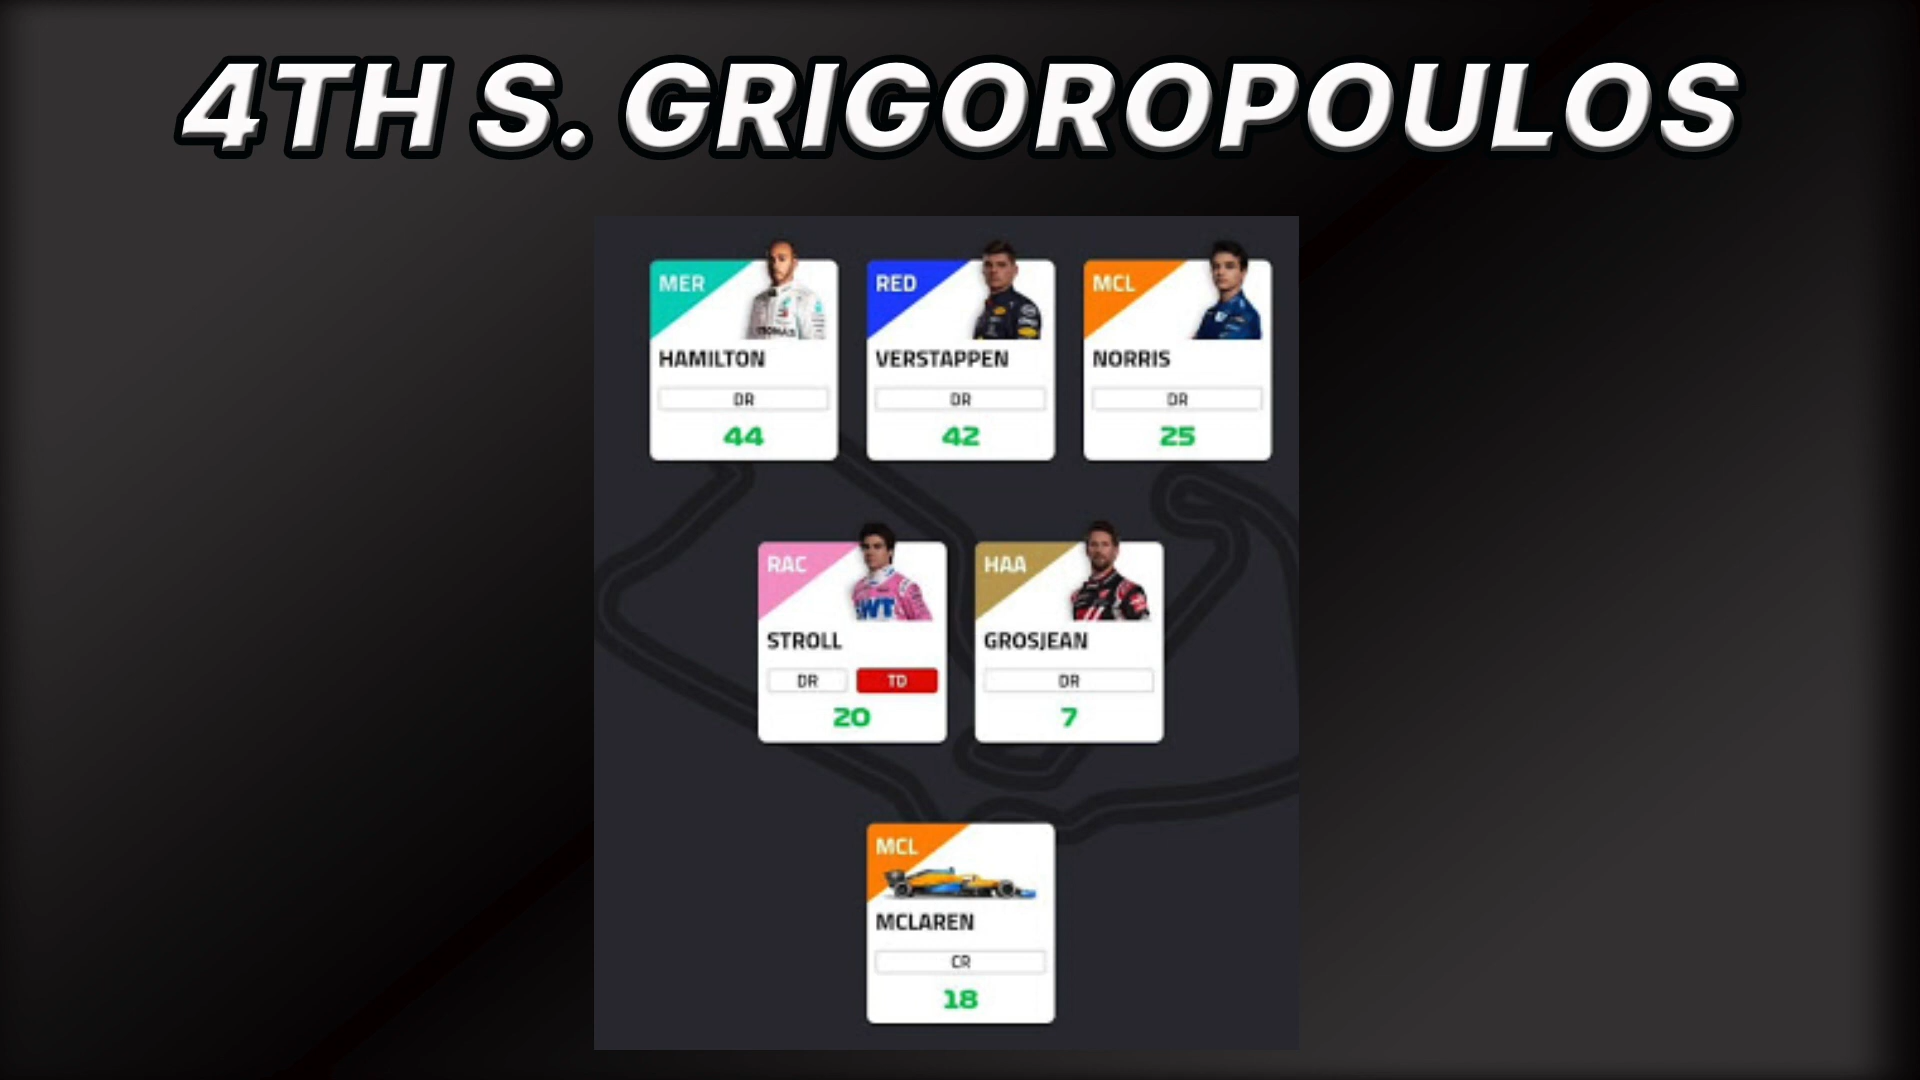 4TH S. GRIGOROPOULOS
MER
RED
MCL
HAMILTON
VERSTAPPEN
NORRIS
DR
DR
DR
44
42
25
RAC
HAA
STROLL
GROSJEAN
DR
TD
DR
20
7
MCL
MCLAREN
CR
18